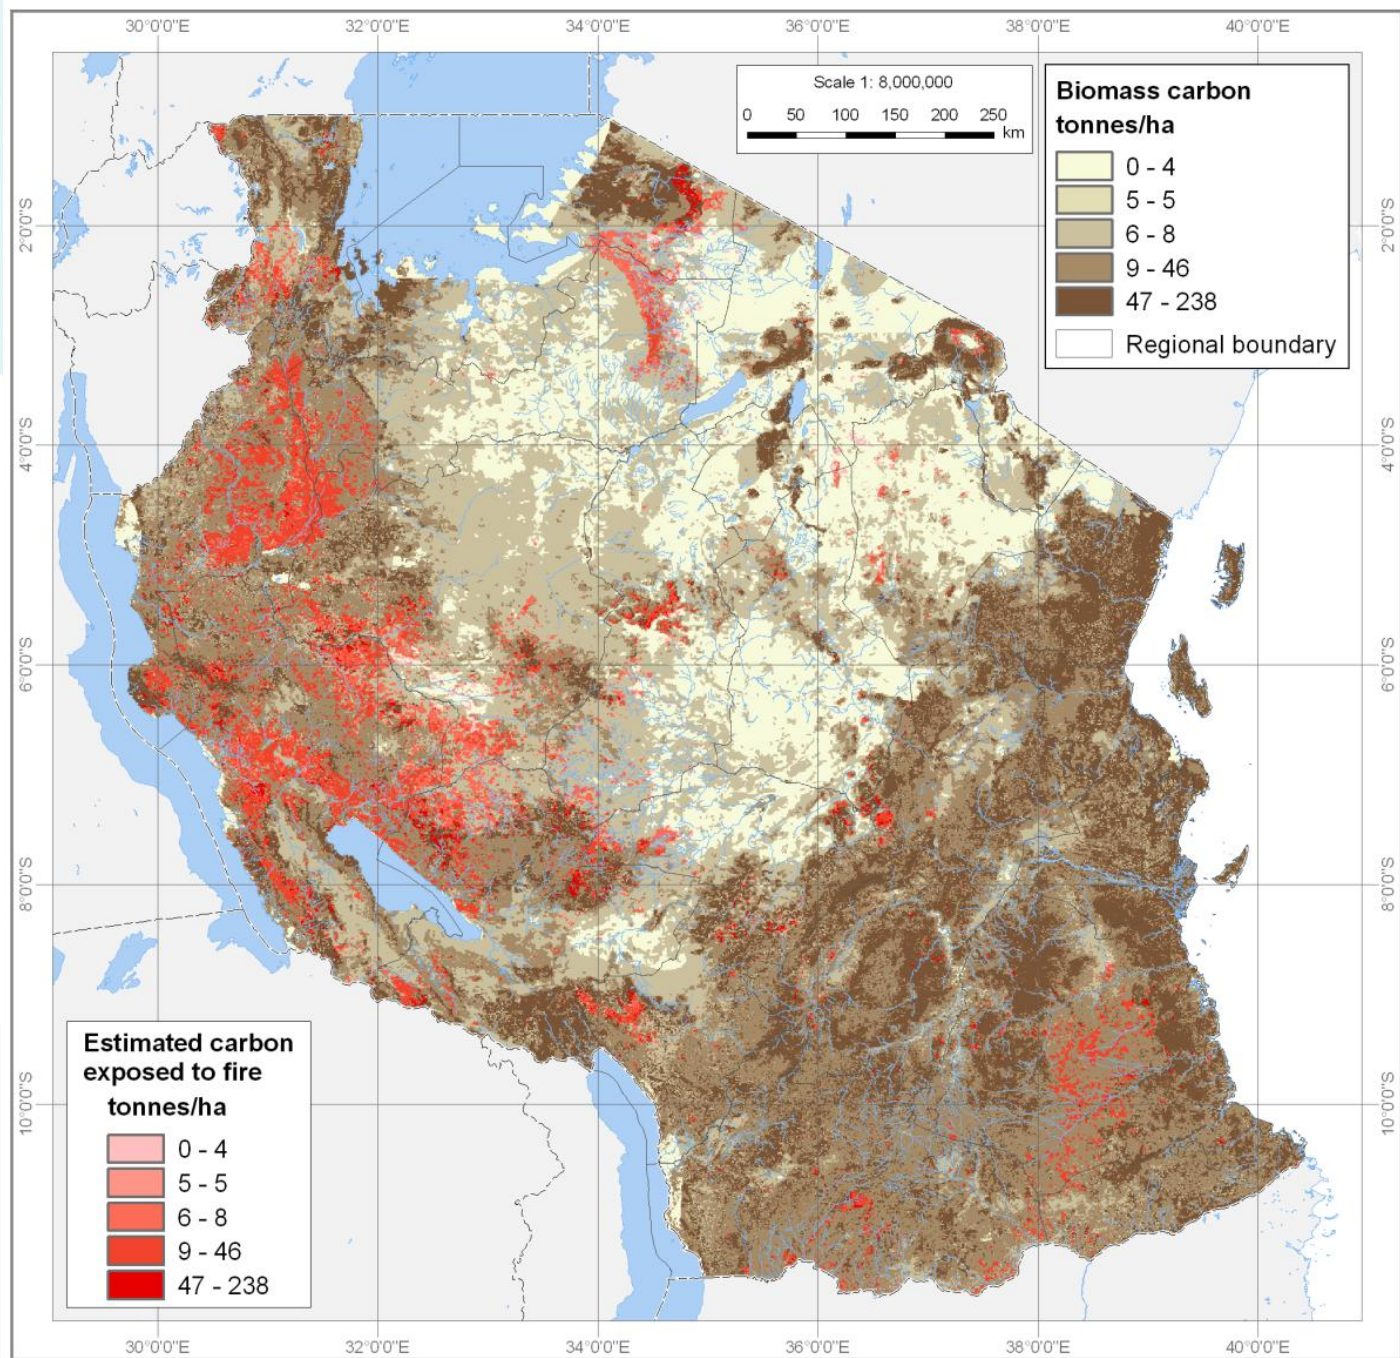 30°0'0"E 32°0'0"E 34°0'0"E 36°0'0"E 38°0'0"E 40°0'0"E
Scale 1: 8,000,000
0 50 100 150 200 250
km
Biomass carbon
tonnes/ha
0 - 4
5 - 5
6 - 8
9 - 46
47 - 238
Regional boundary
2°0'0"S 2°0'0"S
4°0'0"S 4°0'0"S
6°0'0"S 6°0'0"S
8°0'0"S 8°0'0"S
10°0'0"S 10°0'0"S
Estimated carbon
exposed to fire
tonnes/ha
0 - 4
5 - 5
6 - 8
9 - 46
47 - 238
30°0'0"E 32°0'0"E 34°0'0"E 36°0'0"E 38°0'0"E 40°0'0"E